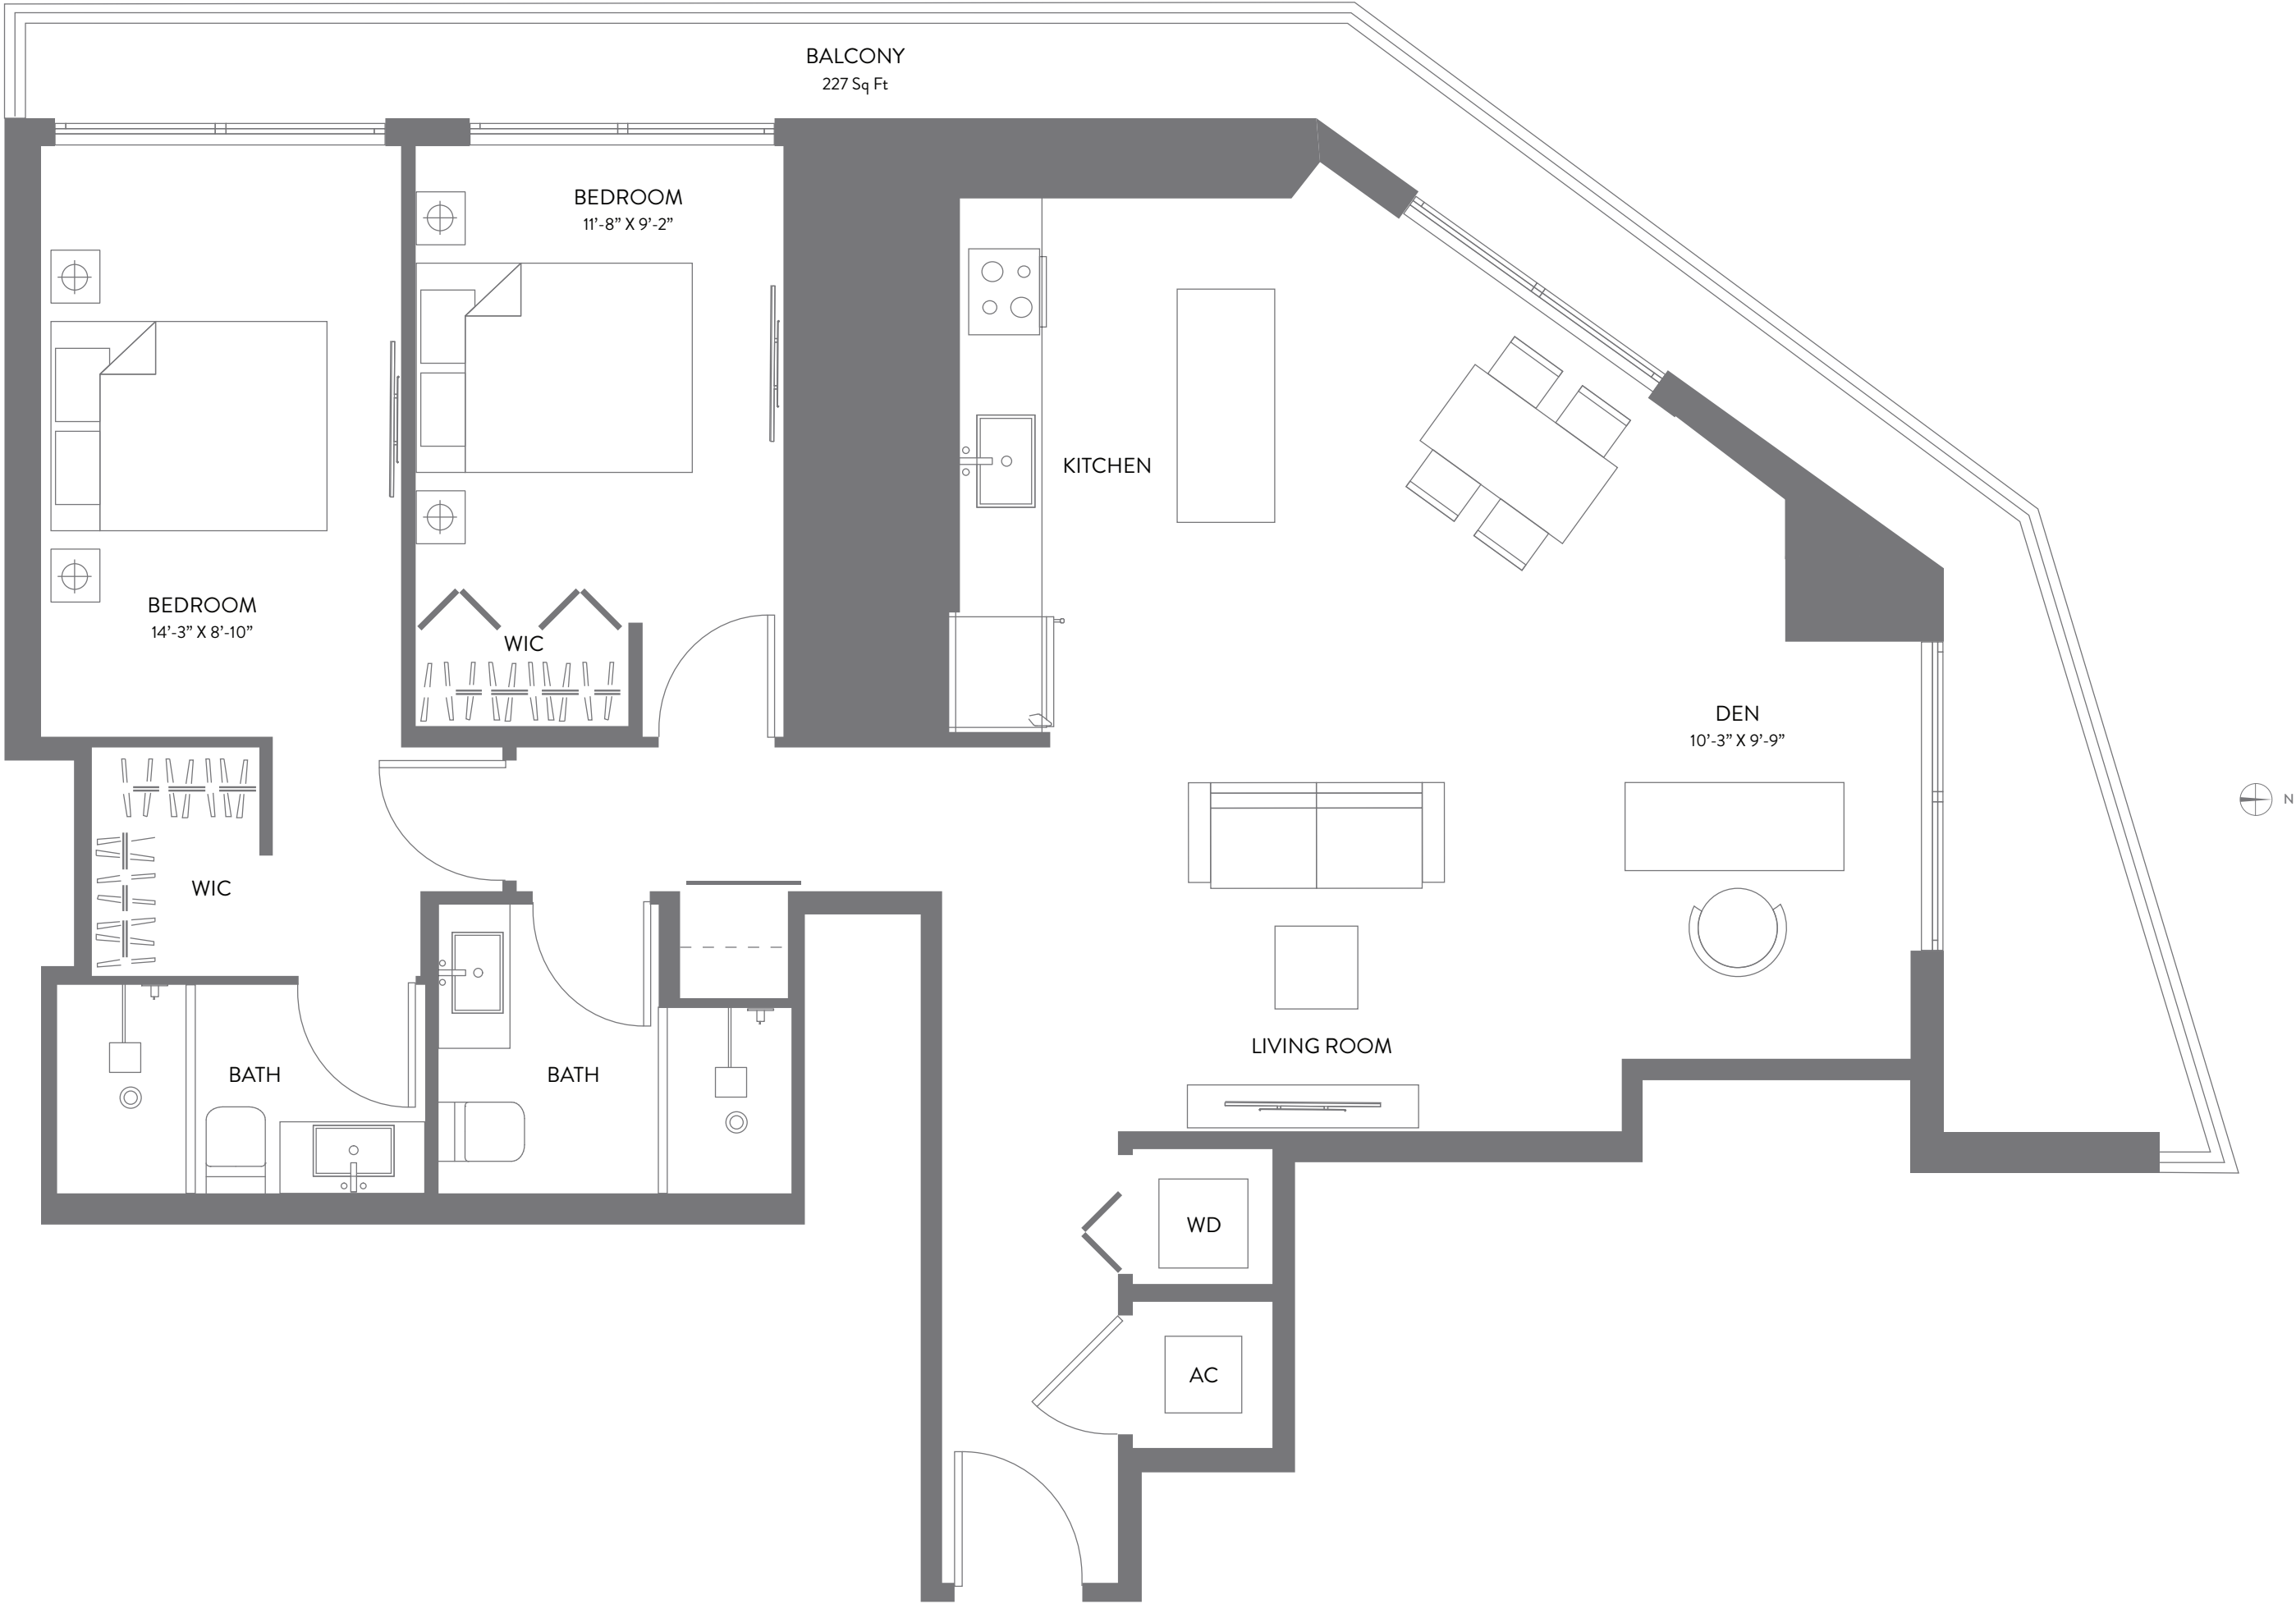 BALCONY
227 Sq Ft
BEDROOM
11’-8” X 9’-2”
KITCHEN
BEDROOM
14’-3” X 8’-10”
WIC
DEN
10’-3” X 9’-9”
N
WIC
LIVING ROOM
BATH
BATH
WD
AC